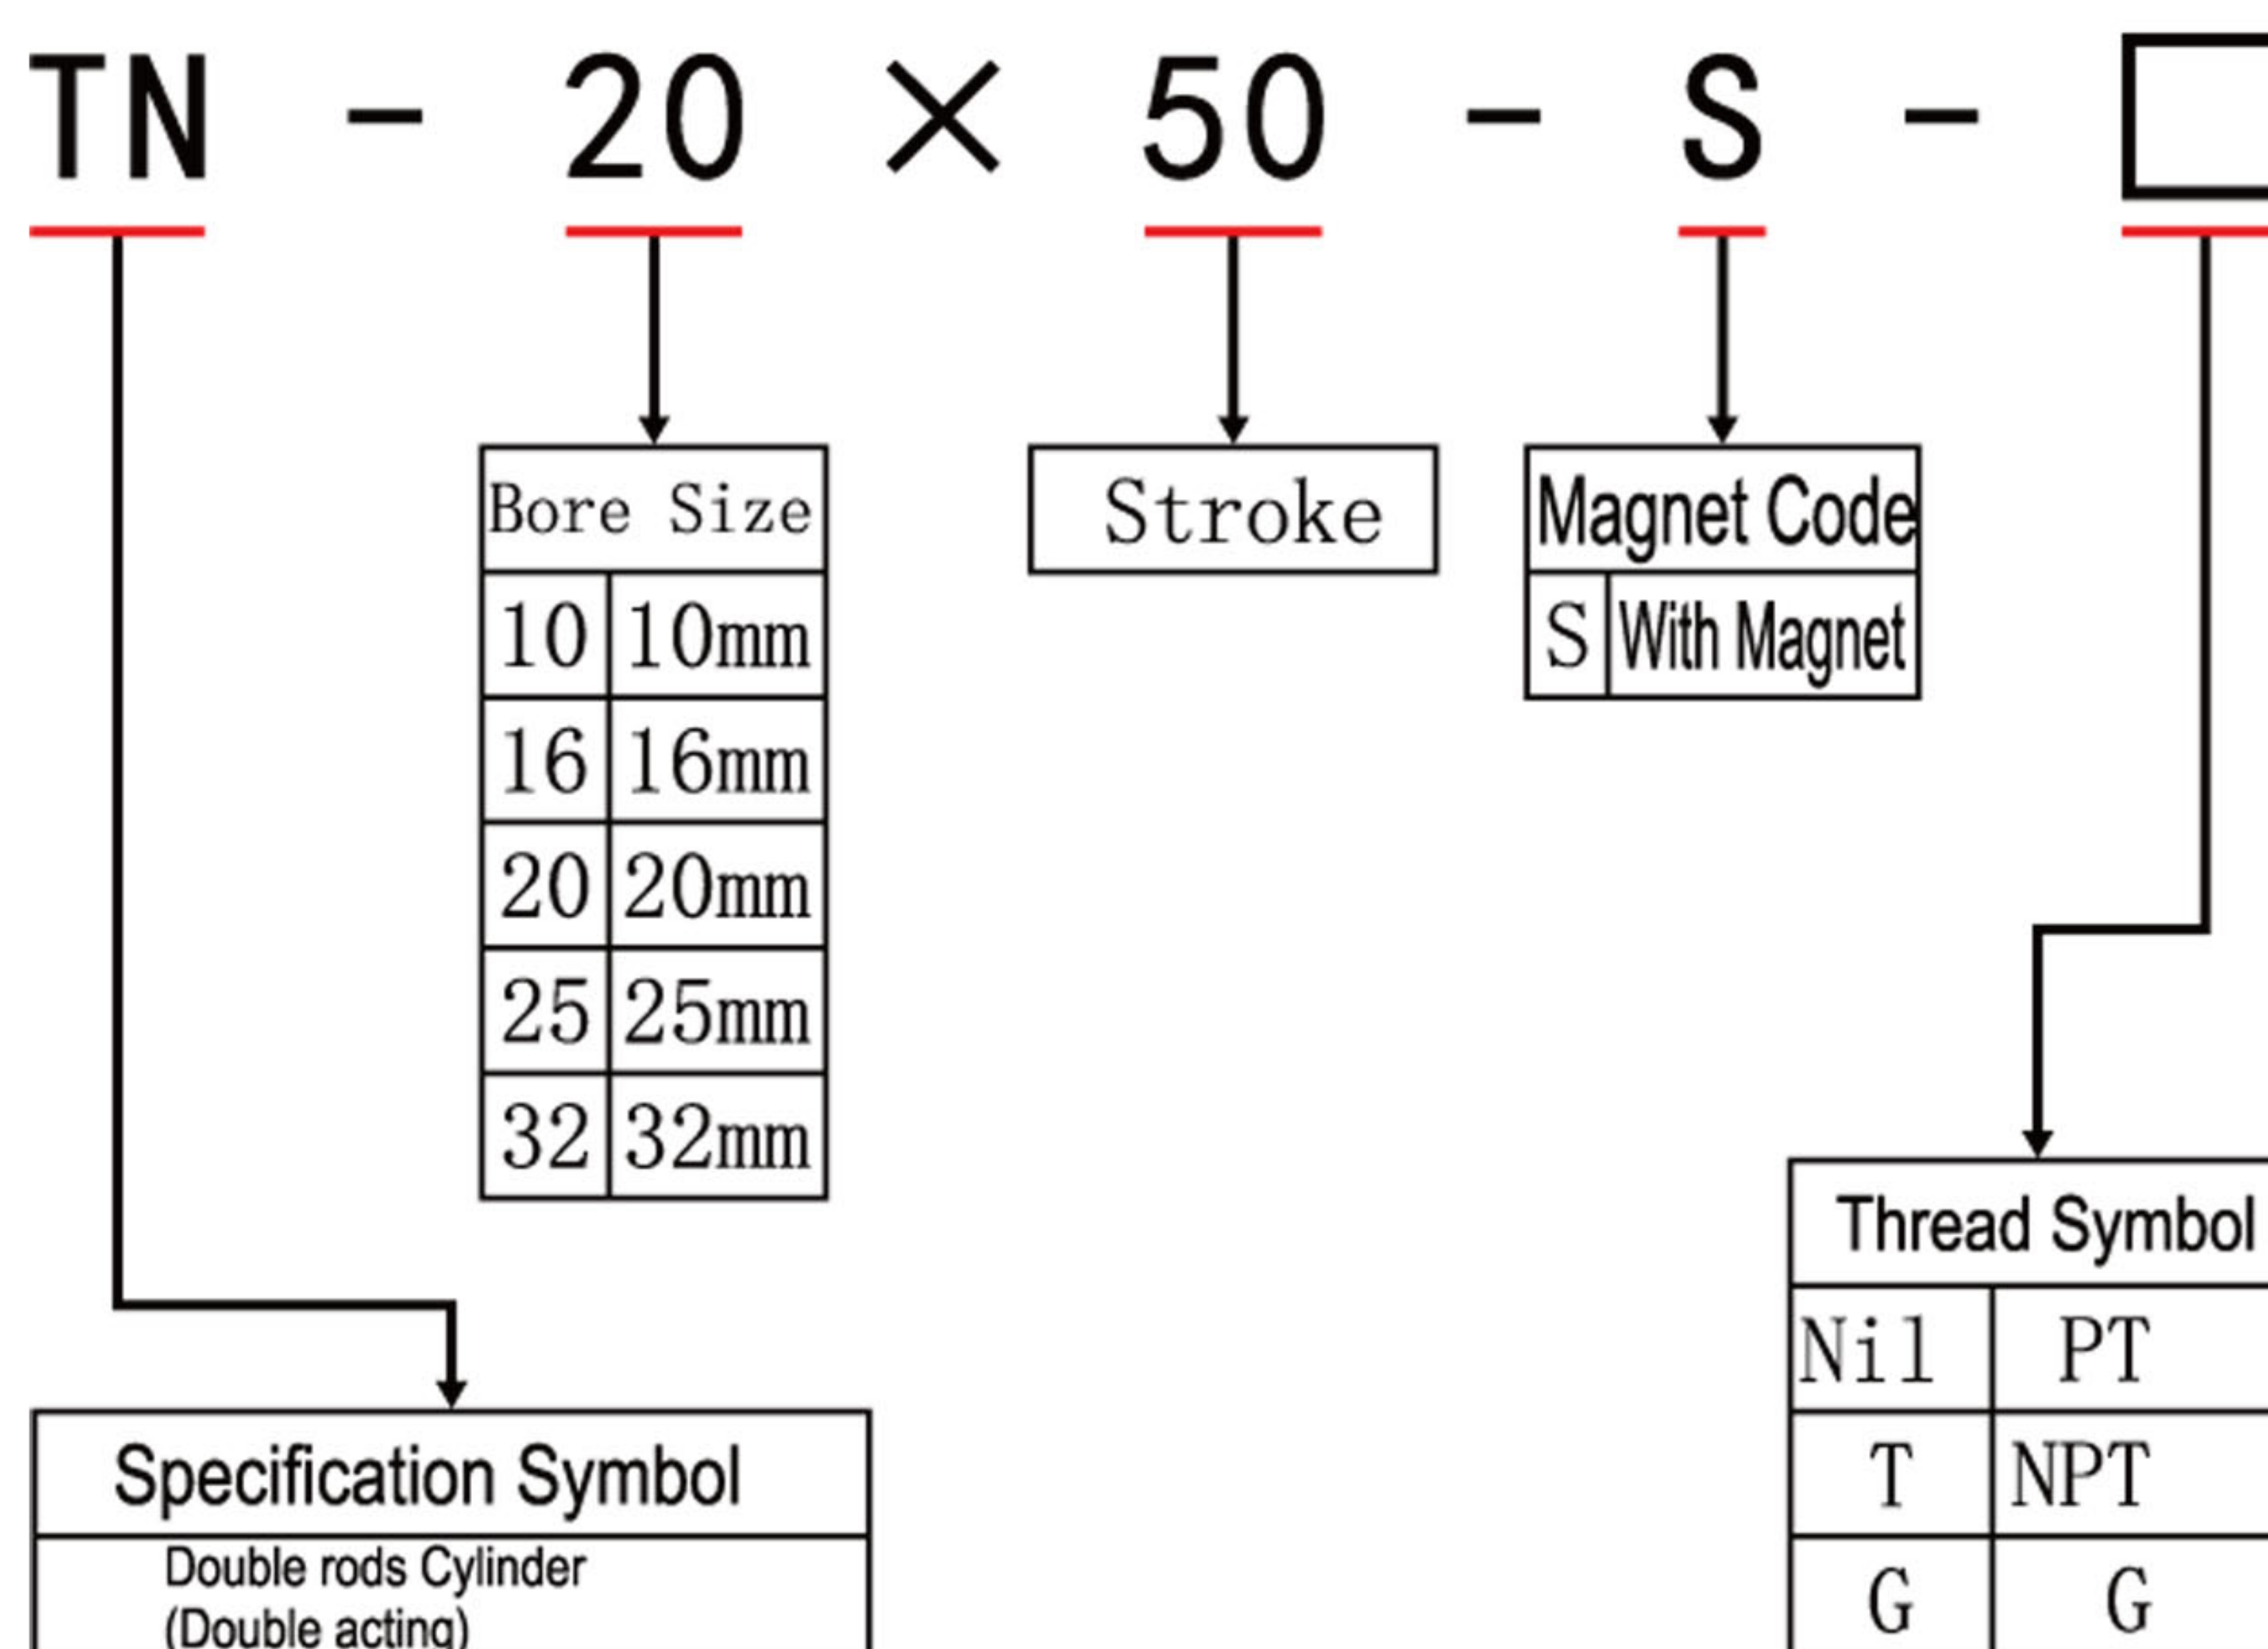 TN - 20 × 50 - S -
Bore Size
10 10mm
16 16mm
20 20mm
25 25mm
32 32mm
Stroke
Magnet Code
S With Magnet
Thread Symbol
Nil PT
T NPT
G G
Specification Symbol
Double rods Cylinder
(Double acting)